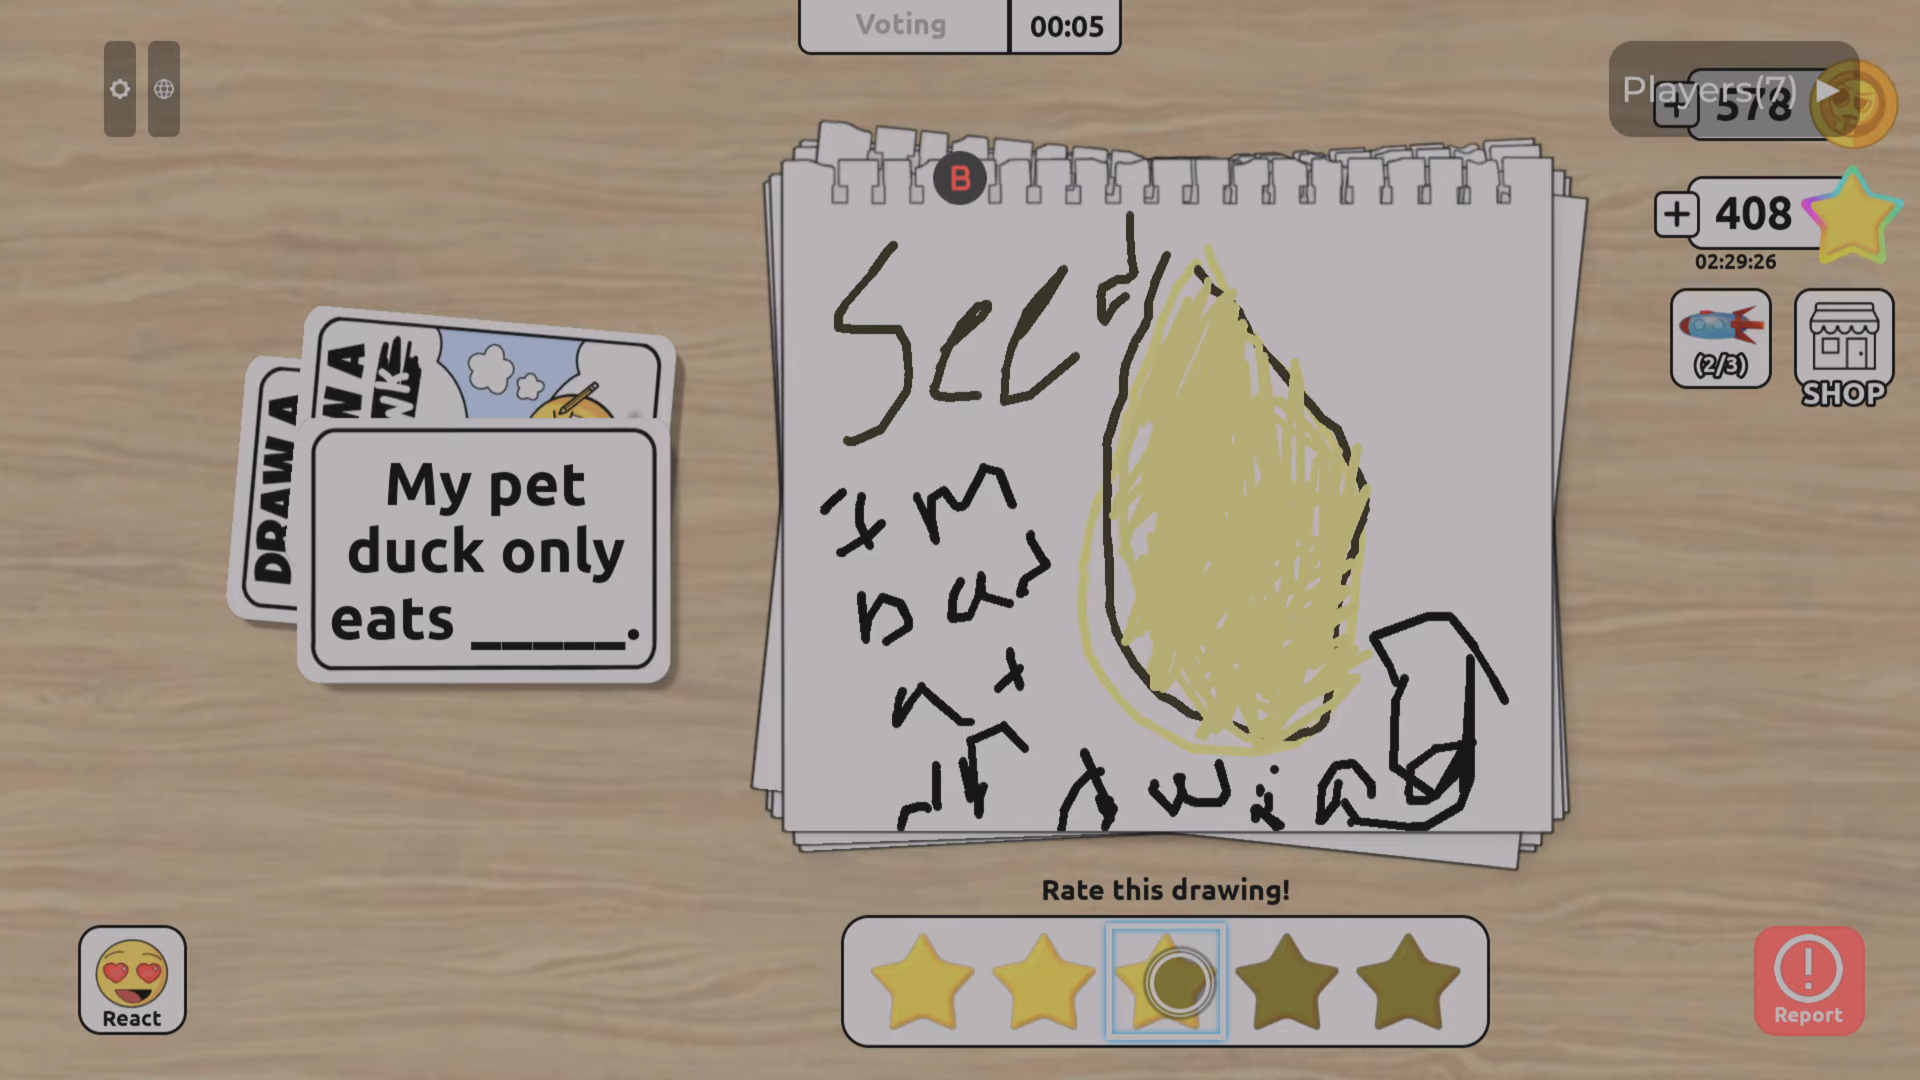 Voting 00:05
Players(7)
578
408
02:29:26
(2/3)
SHOP
B
DRAW A
My pet
duck only
eats _____.
Seed
I'm
Bad
at
Drawing
Rate this drawing!
React
Report